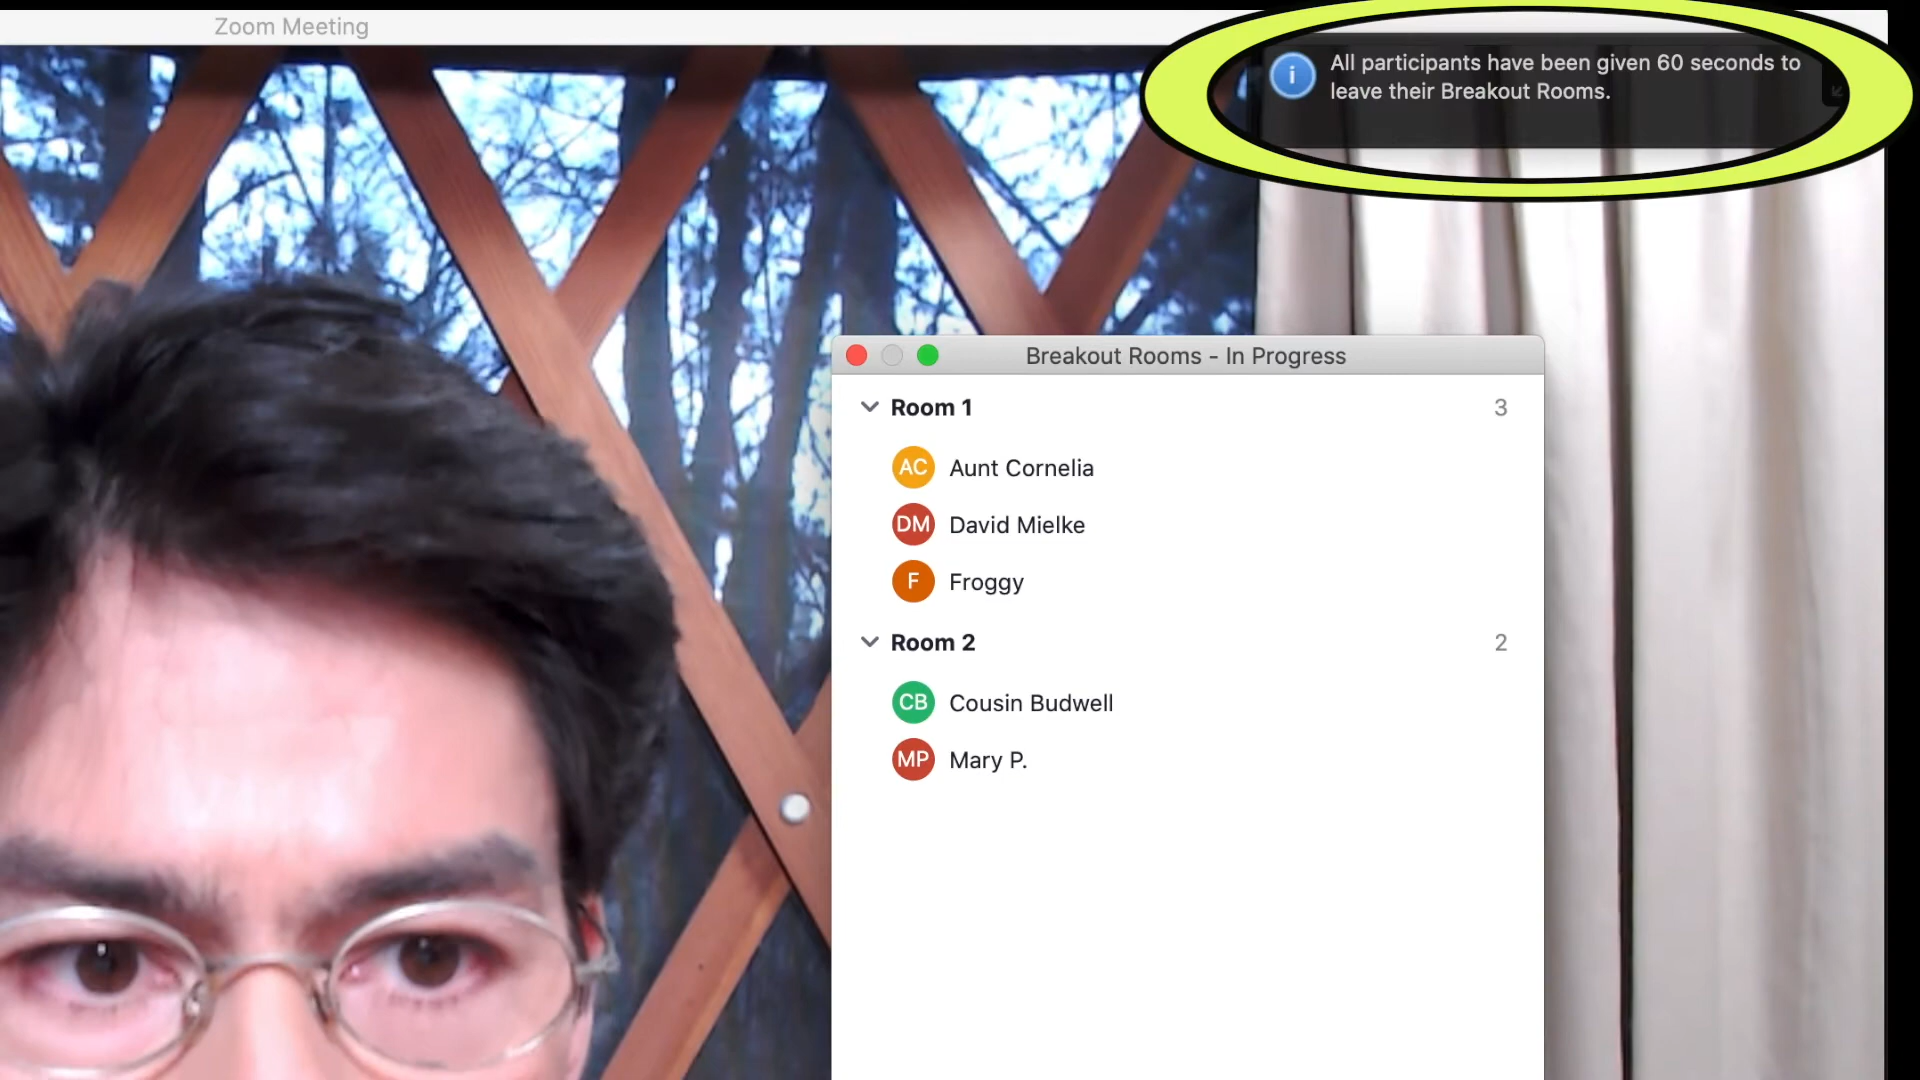 Zoom Meeting
All participants have been given 60 seconds to
leave their Breakout Rooms.
Breakout Rooms - In Progress
Room 1 3
AC Aunt Cornelia
DM David Mielke
F Froggy
Room 2 2
CB Cousin Budwell
MP Mary P.